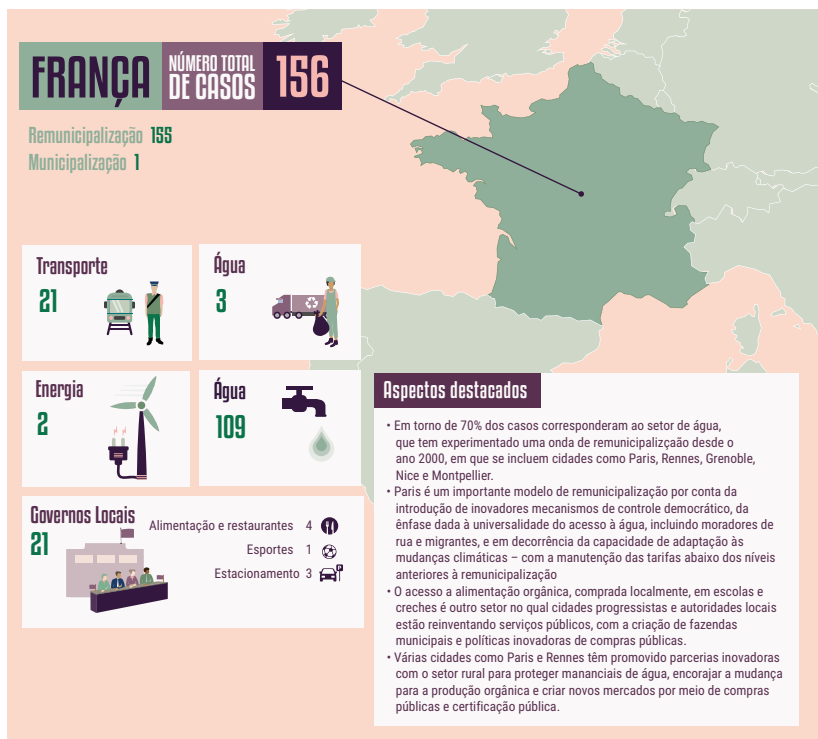 FRANÇA
NÚMERO TOTAL
DE CASOS
156
Remunicipalização 155
Municipalização 1
Transporte
21
Água
3
Energia
2
Água
109
Governos Locais
21
Alimentação e restaurantes 4
Esportes 1
Estacionamento 3
P
Aspectos destacados
• Em torno de 70% dos casos corresponderam ao setor de água,
que tem experimentado uma onda de remunicipalizçaão desde o
ano 2000, em que se incluem cidades como Paris, Rennes, Grenoble,
Nice e Montpellier.
• Paris é um importante modelo de remunicipalização por conta da
introdução de inovadores mecanismos de controle democrático, da
ênfase dada à universalidade do acesso à água, incluindo moradores de
rua e migrantes, e em decorrência da capacidade de adaptação às
mudanças climáticas – com a manutenção das tarifas abaixo dos níveis
anteriores à remunicipalização
• O acesso a alimentação orgânica, comprada localmente, em escolas e
creches é outro setor no qual cidades progressistas e autoridades locais
estão reinventando serviços públicos, com a criação de fazendas
municipais e políticas inovadoras de compras públicas.
• Várias cidades como Paris e Rennes têm promovido parcerias inovadoras
com o setor rural para proteger mananciais de água, encorajar a mudança
para a produção orgânica e criar novos mercados por meio de compras
públicas e certificação pública.